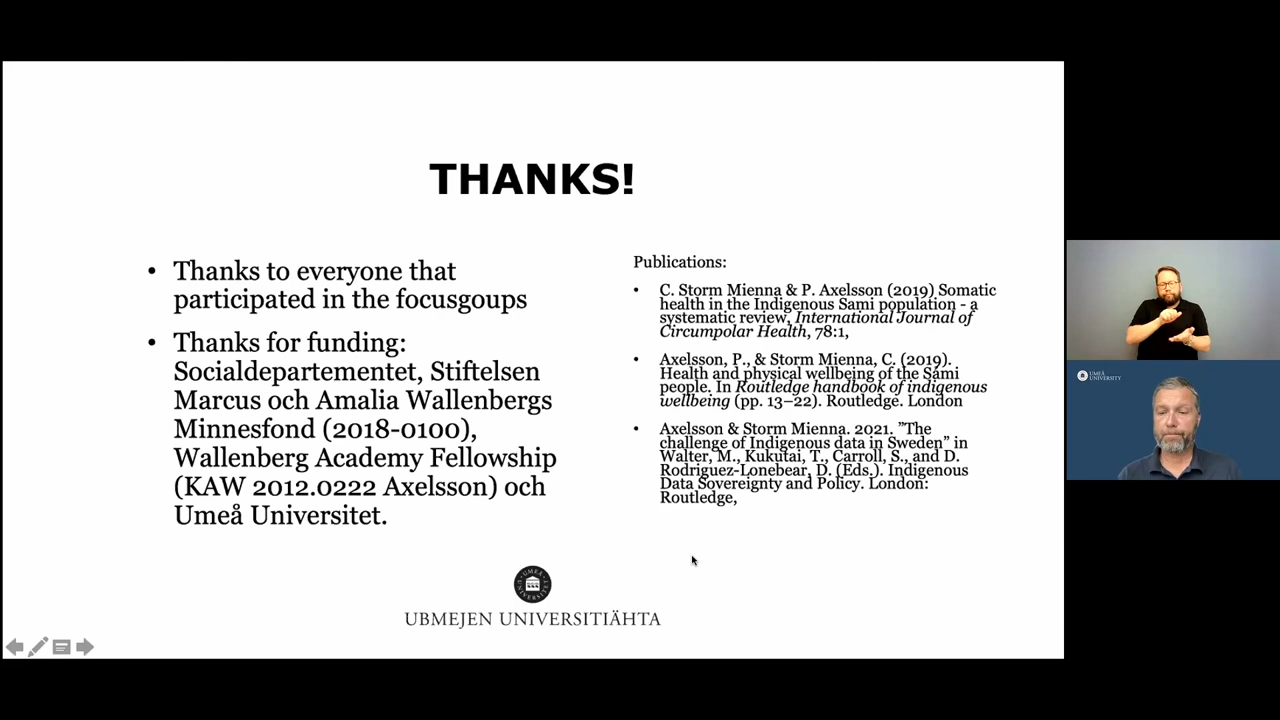 THANKS!
• Thanks to everyone that
participated in the focusgoups
• Thanks for funding:
Socialdepartementet, Stiftelsen
Marcus och Amalia Wallenbergs
Minnesfond (2018-0100),
Wallenberg Academy Fellowship
(KAW 2012.0222 Axelsson) och
Umeå Universitet.
Publications:
• C. Storm Mienna & P. Axelsson (2019) Somatic
health in the Indigenous Sami population - a
systematic review, International Journal of
Circumpolar Health, 78:1,
• Axelsson, P., & Storm Mienna, C. (2019).
Health and physical wellbeing of the Sámi
people. In Routledge handbook of indigenous
wellbeing (pp. 13–22). Routledge. London
• Axelsson & Storm Mienna. 2021. ”The
challenge of Indigenous data in Sweden” in
Walter, M., Kukutai, T., Carroll, S., and D.
Rodriguez-Lonebear, D. (Eds.). Indigenous
Data Sovereignty and Policy. London:
Routledge,
UMEÅ UNIVERSITET
UBMEJEN UNIVERSITIÄHTA
UMEÅ
UNIVERSITY